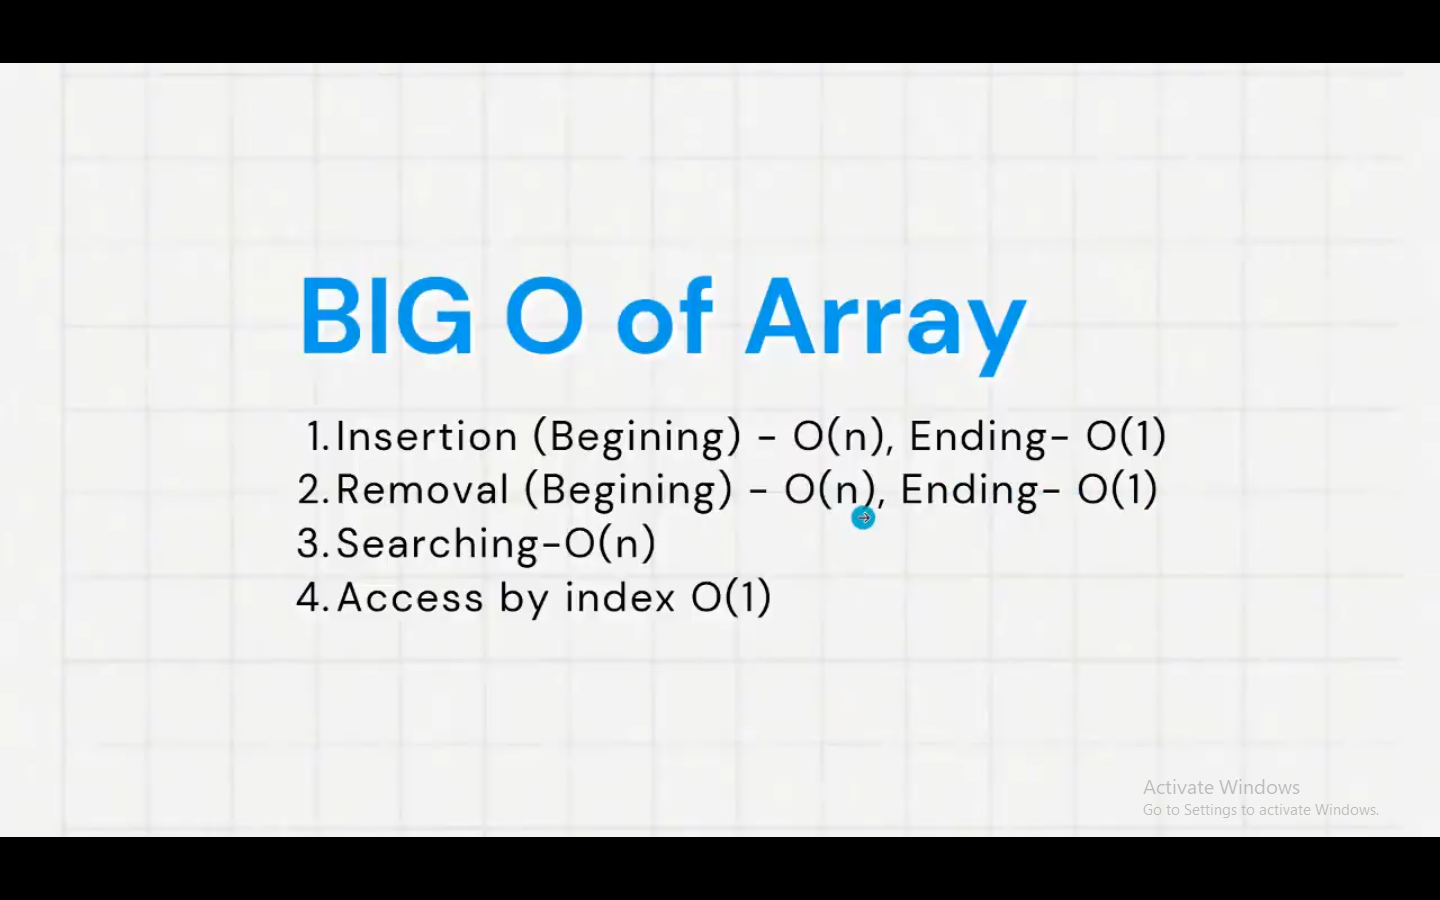 BIG O of Array
1. Insertion (Begining) - O(n), Ending- O(1)
2. Removal (Begining) - O(n), Ending- O(1)
3. Searching-O(n)
4. Access by index O(1)
Activate Windows
Go to Settings to activate Windows.